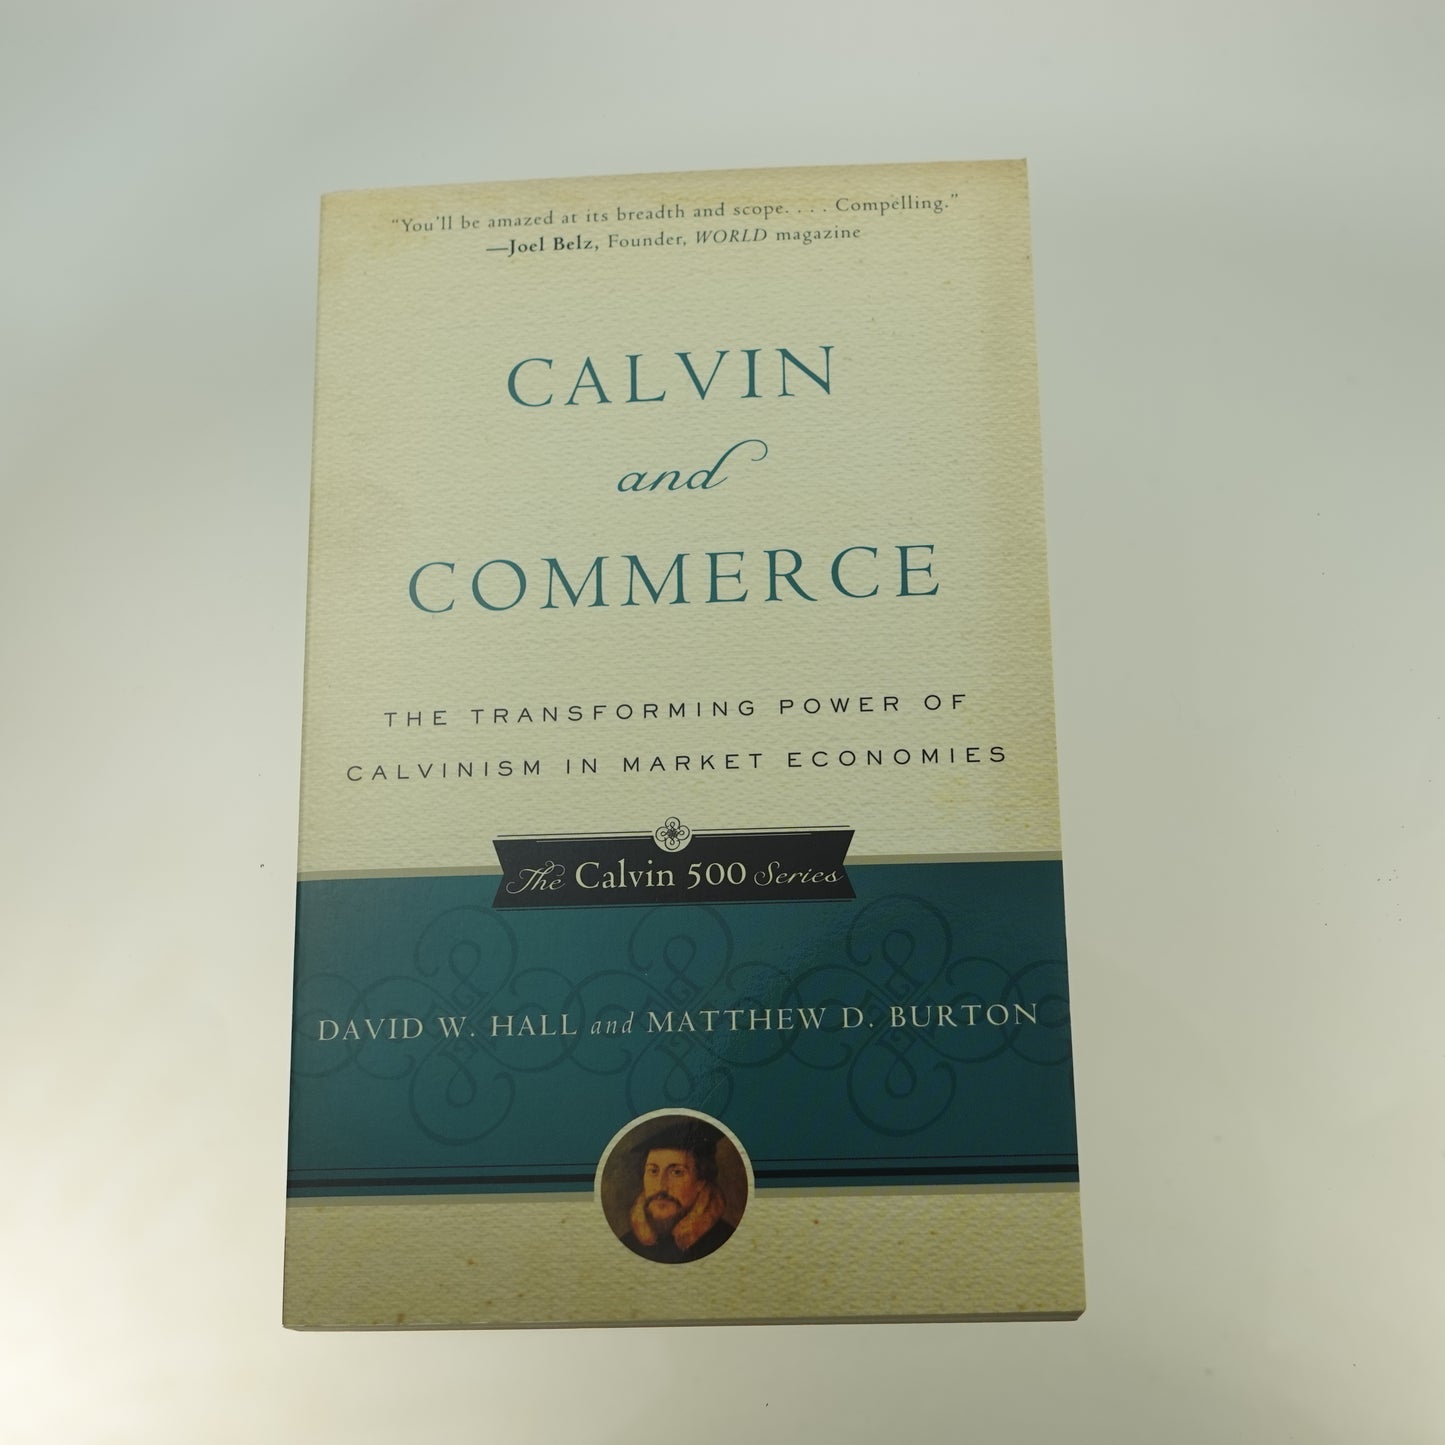 “You’ll be amazed at its breadth and scope. . . . Compelling.”
—Joel Belz, Founder, WORLD magazine
CALVIN
and
COMMERCE
THE TRANSFORMING POWER OF
CALVINISM IN MARKET ECONOMIES
The Calvin 500 Series
DAVID W. HALL and MATTHEW D. BURTON